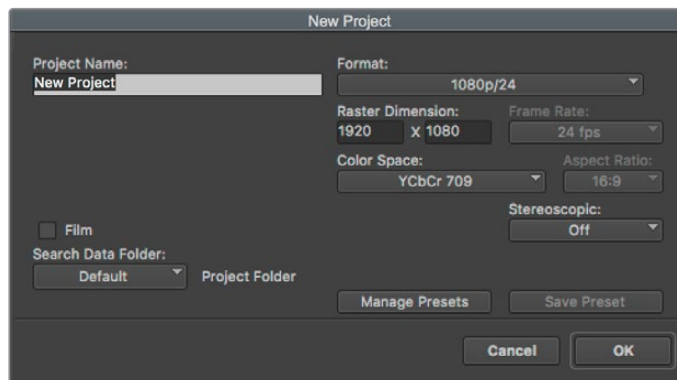 New Project
Project Name:
New Project
Format:
1080p/24
Raster Dimension:
1920 x 1080
Frame Rate:
24 fps
Color Space:
YCbCr 709
Aspect Ratio:
16:9
Stereoscopic:
Off
Film
Search Data Folder:
Default Project Folder
Manage Presets Save Preset
Cancel OK